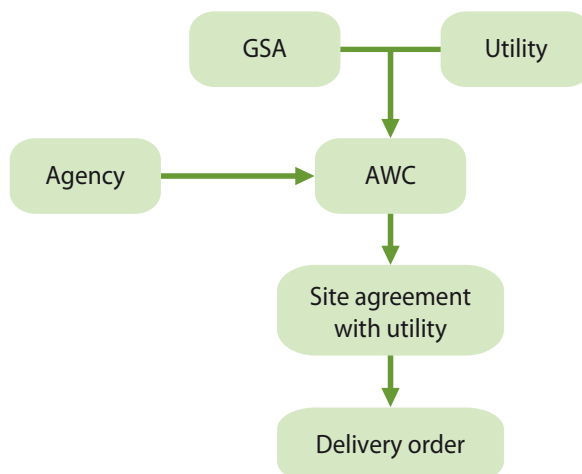 GSA
Utility
Agency
AWC
Site agreement
with utility
Delivery order